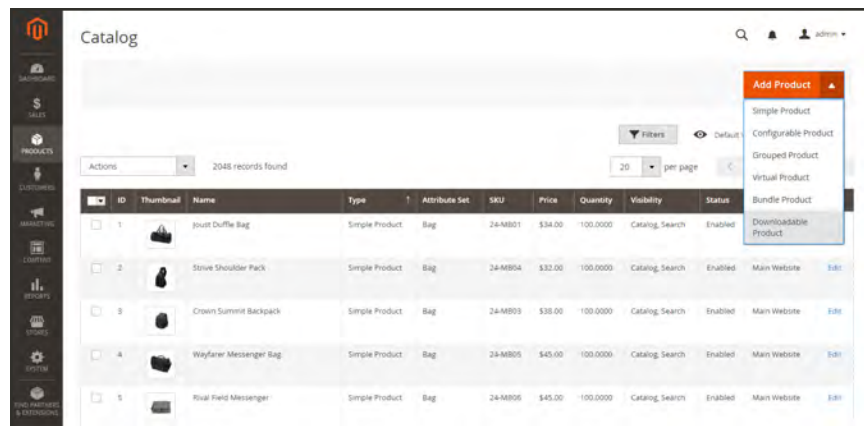 Catalog
admin
DASHBOARD
SALES
PRODUCTS
CUSTOMERS
MARKETING
CONTENT
REPORTS
STORES
SYSTEM
FIND PARTNERS
& EXTENSIONS
Add Product
Simple Product
Configurable Product
Grouped Product
Virtual Product
Bundle Product
Downloadable
Product
Filters
Default
Actions
2048 records found
20
per page
ID Thumbnail Name Type Attribute Set SKU Price Quantity Visibility Status
1 Joust Duffle Bag Simple Product Bag 24-MB01 $34.00 100.0000 Catalog, Search Enabled
2 Strive Shoulder Pack Simple Product Bag 24-MB04 $32.00 100.0000 Catalog, Search Enabled Main Website Edit
3 Crown Summit Backpack Simple Product Bag 24-MB03 $38.00 100.0000 Catalog, Search Enabled Main Website Edit
4 Wayfarer Messenger Bag Simple Product Bag 24-MB05 $45.00 100.0000 Catalog, Search Enabled Main Website Edit
5 Rival Field Messenger Simple Product Bag 24-MB06 $45.00 100.0000 Catalog, Search Enabled Main Website Edit